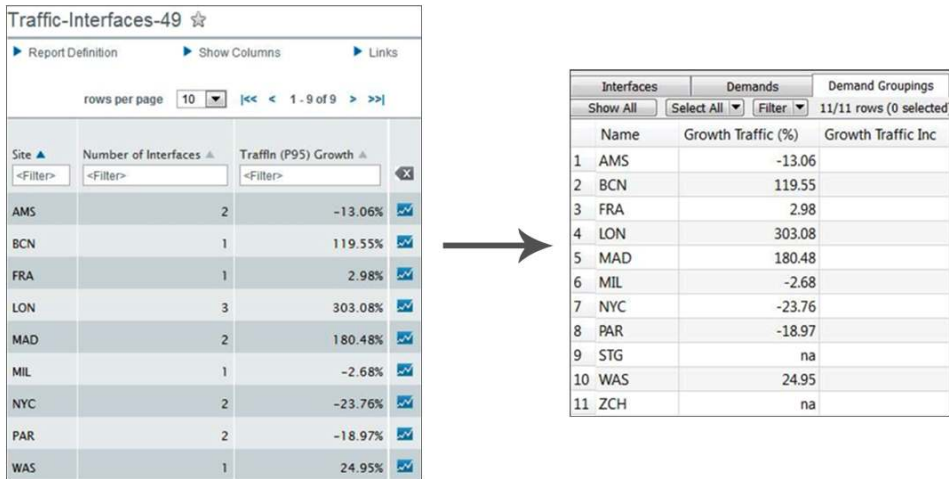 Traffic-Interfaces-49
Report Definition Show Columns Links
rows per page 10 |<< < 1 - 9 of 9 > >>|
Site Number of Interfaces TraffIn (P95) Growth
<Filter> <Filter> <Filter> X
AMS 2 -13.06%
BCN 1 119.55%
FRA 1 2.98%
LON 3 303.08%
MAD 2 180.48%
MIL 1 -2.68%
NYC 2 -23.76%
PAR 2 -18.97%
WAS 1 24.95%
Interfaces Demands Demand Groupings
Show All Select All Filter 11/11 rows (0 selected)
Name Growth Traffic (%) Growth Traffic Inc
1 AMS -13.06
2 BCN 119.55
3 FRA 2.98
4 LON 303.08
5 MAD 180.48
6 MIL -2.68
7 NYC -23.76
8 PAR -18.97
9 STG na
10 WAS 24.95
11 ZCH na